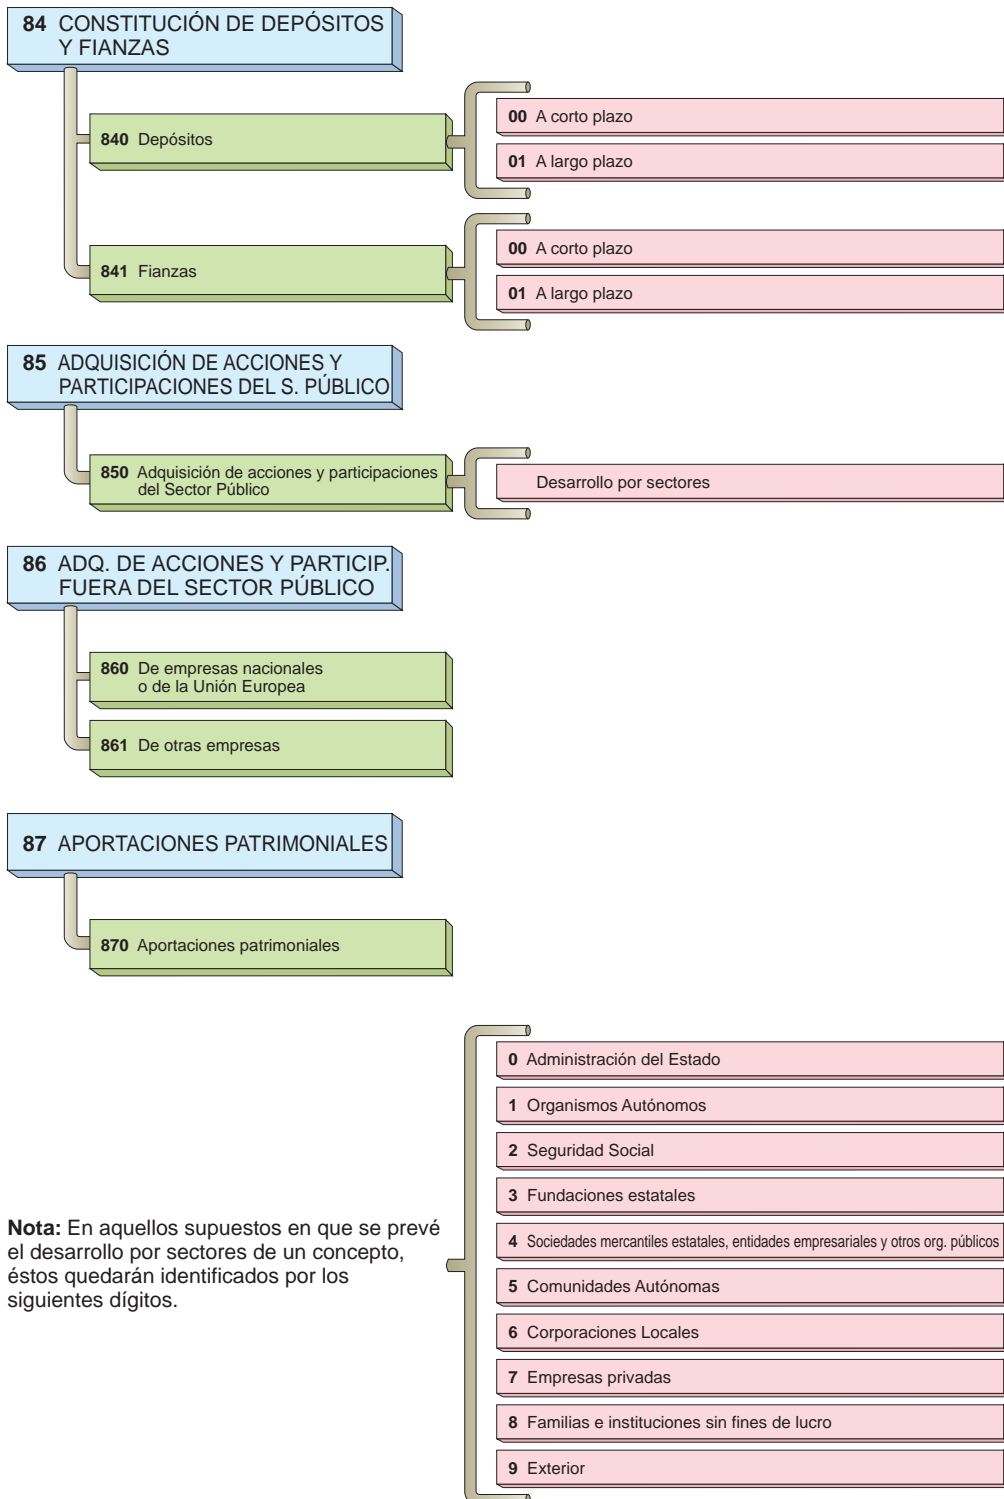 84 CONSTITUCIÓN DE DEPÓSITOS
Y FIANZAS
840 Depósitos
00 A corto plazo
01 A largo plazo
841 Fianzas
00 A corto plazo
01 A largo plazo
85 ADQUISICIÓN DE ACCIONES Y
PARTICIPACIONES DEL S. PÚBLICO
850 Adquisición de acciones y participaciones
del Sector Público
Desarrollo por sectores
86 ADQ. DE ACCIONES Y PARTICIP.
FUERA DEL SECTOR PÚBLICO
860 De empresas nacionales
o de la Unión Europea
861 De otras empresas
87 APORTACIONES PATRIMONIALES
870 Aportaciones patrimoniales
Nota: En aquellos supuestos en que se prevé
el desarrollo por sectores de un concepto,
éstos quedarán identificados por los
siguientes dígitos.
0 Administración del Estado
1 Organismos Autónomos
2 Seguridad Social
3 Fundaciones estatales
4 Sociedades mercantiles estatales, entidades empresariales y otros org. públicos
5 Comunidades Autónomas
6 Corporaciones Locales
7 Empresas privadas
8 Familias e instituciones sin fines de lucro
9 Exterior